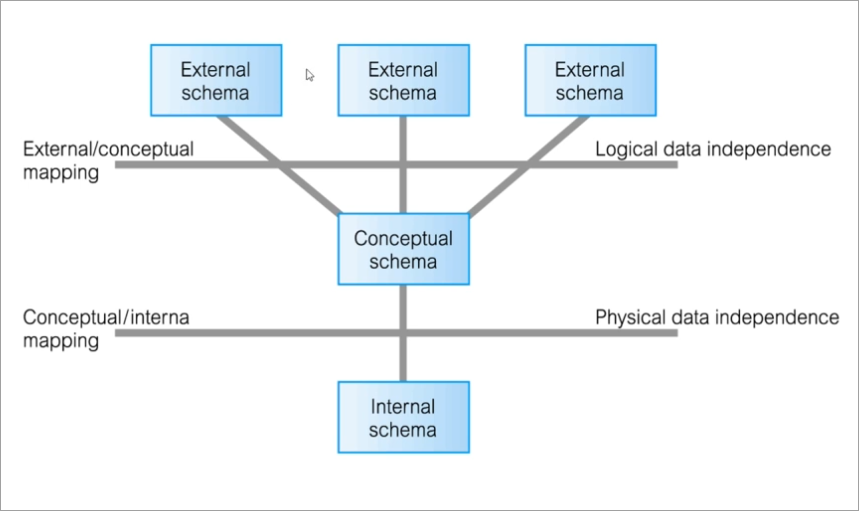 External
schema
External
schema
External
schema
External/conceptual
mapping
Logical data independence
Conceptual
schema
Conceptual/interna
mapping
Physical data independence
Internal
schema